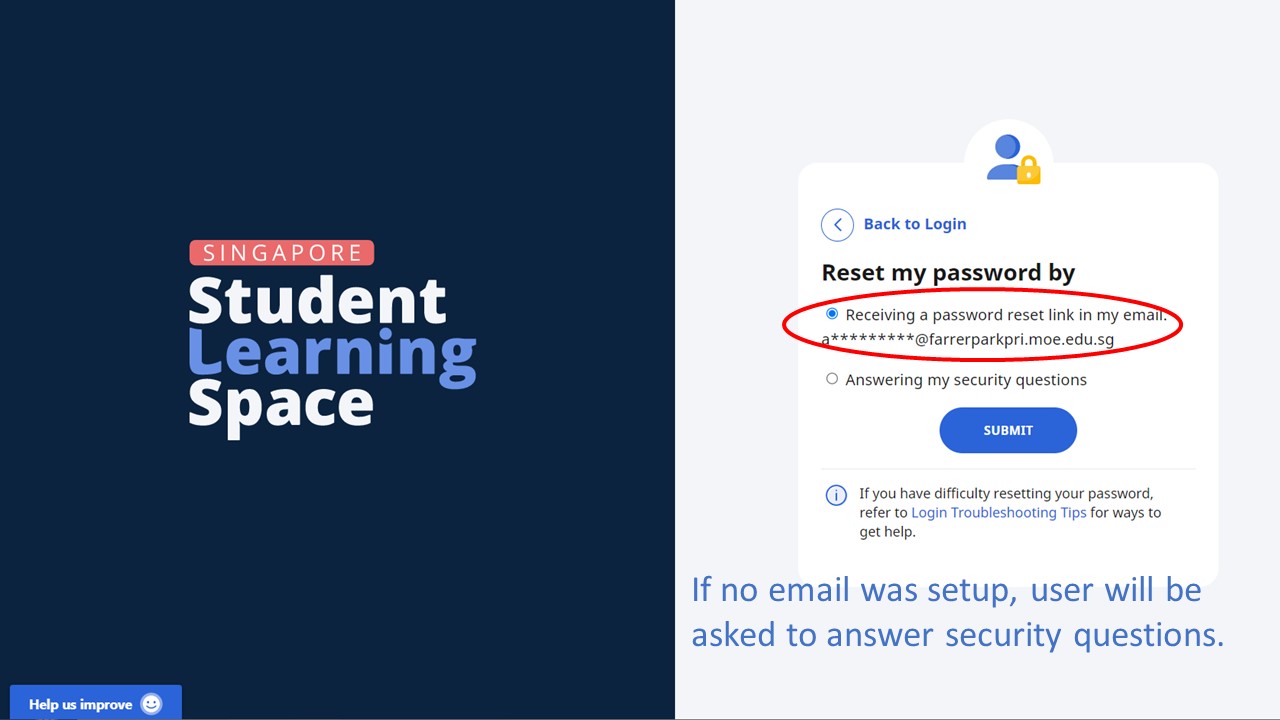 SINGAPORE
Student
Learning
Space
Back to Login
Reset my password by
Receiving a password reset link in my email:
a*********@farrerparkpri.moe.edu.sg
Answering my security questions
SUBMIT
If you have difficulty resetting your password,
refer to Login Troubleshooting Tips for ways to
get help.
If no email was setup, user will be
asked to answer security questions.
Help us improve